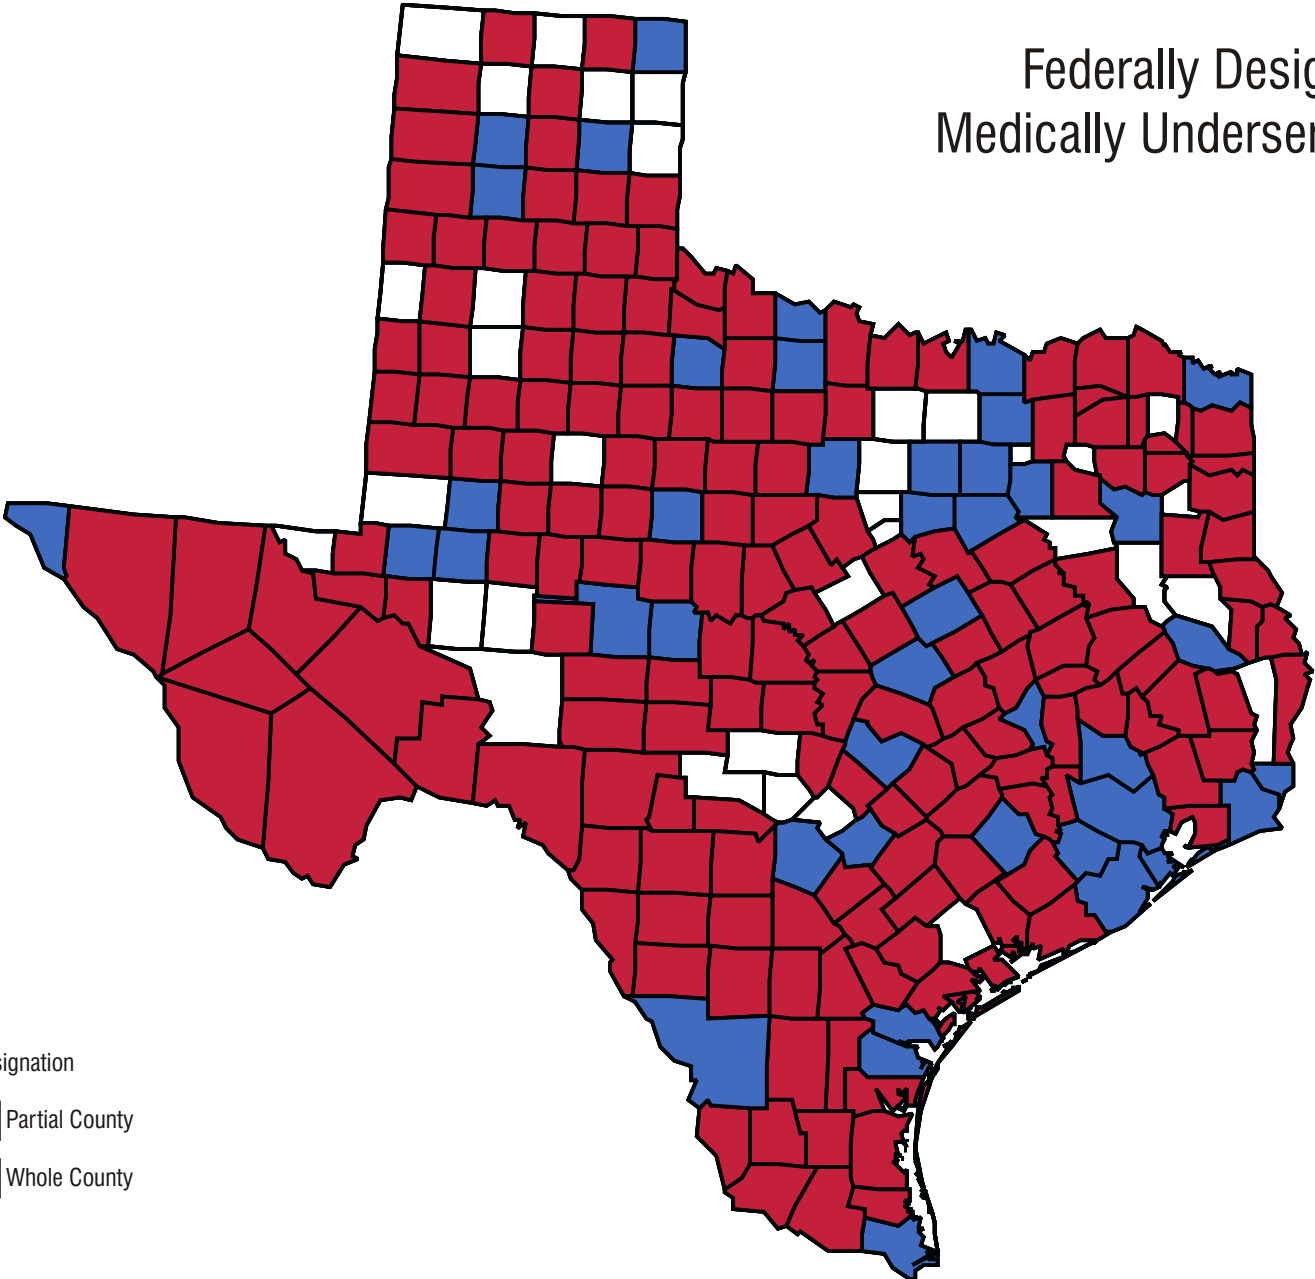 Federally Desig
Medically Underser
signation
Partial County
Whole County